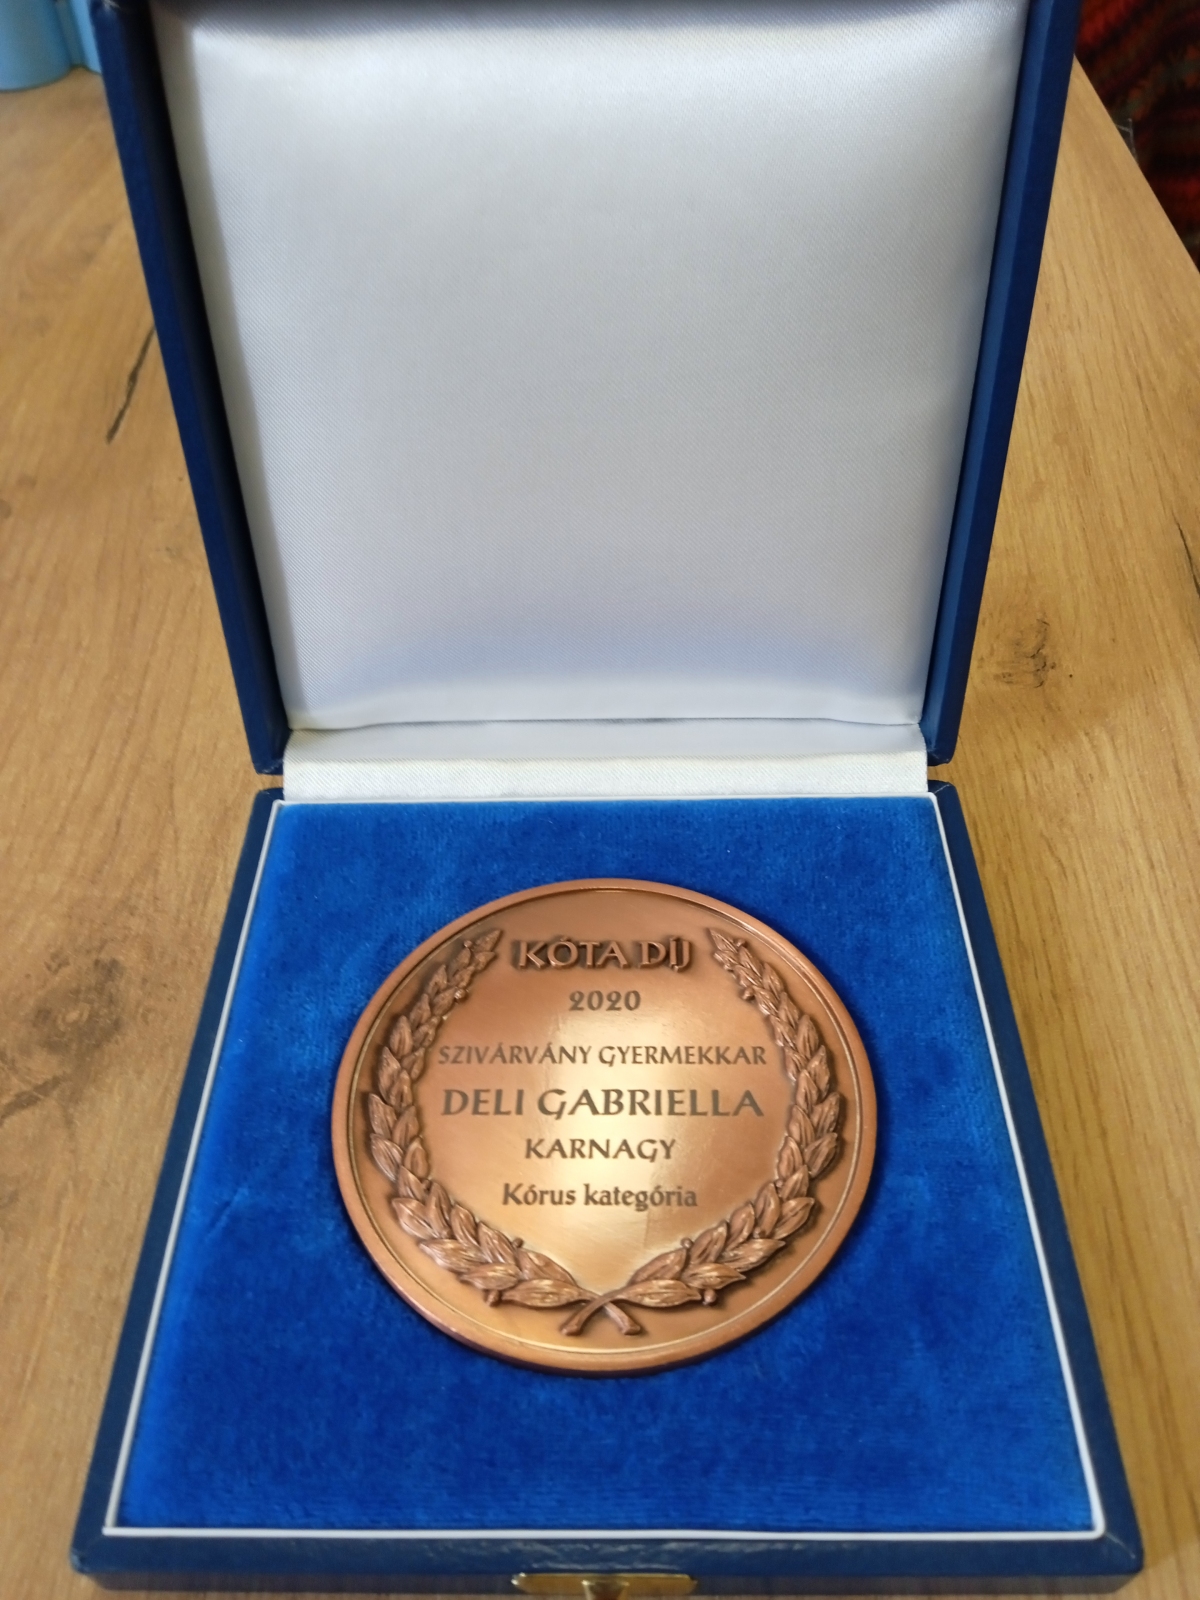 KÓTA DÍJ
2020
SZIVÁRVÁNY GYERMEKKAR
DELI GABRIELLA
KARNAGY
Kórus kategória